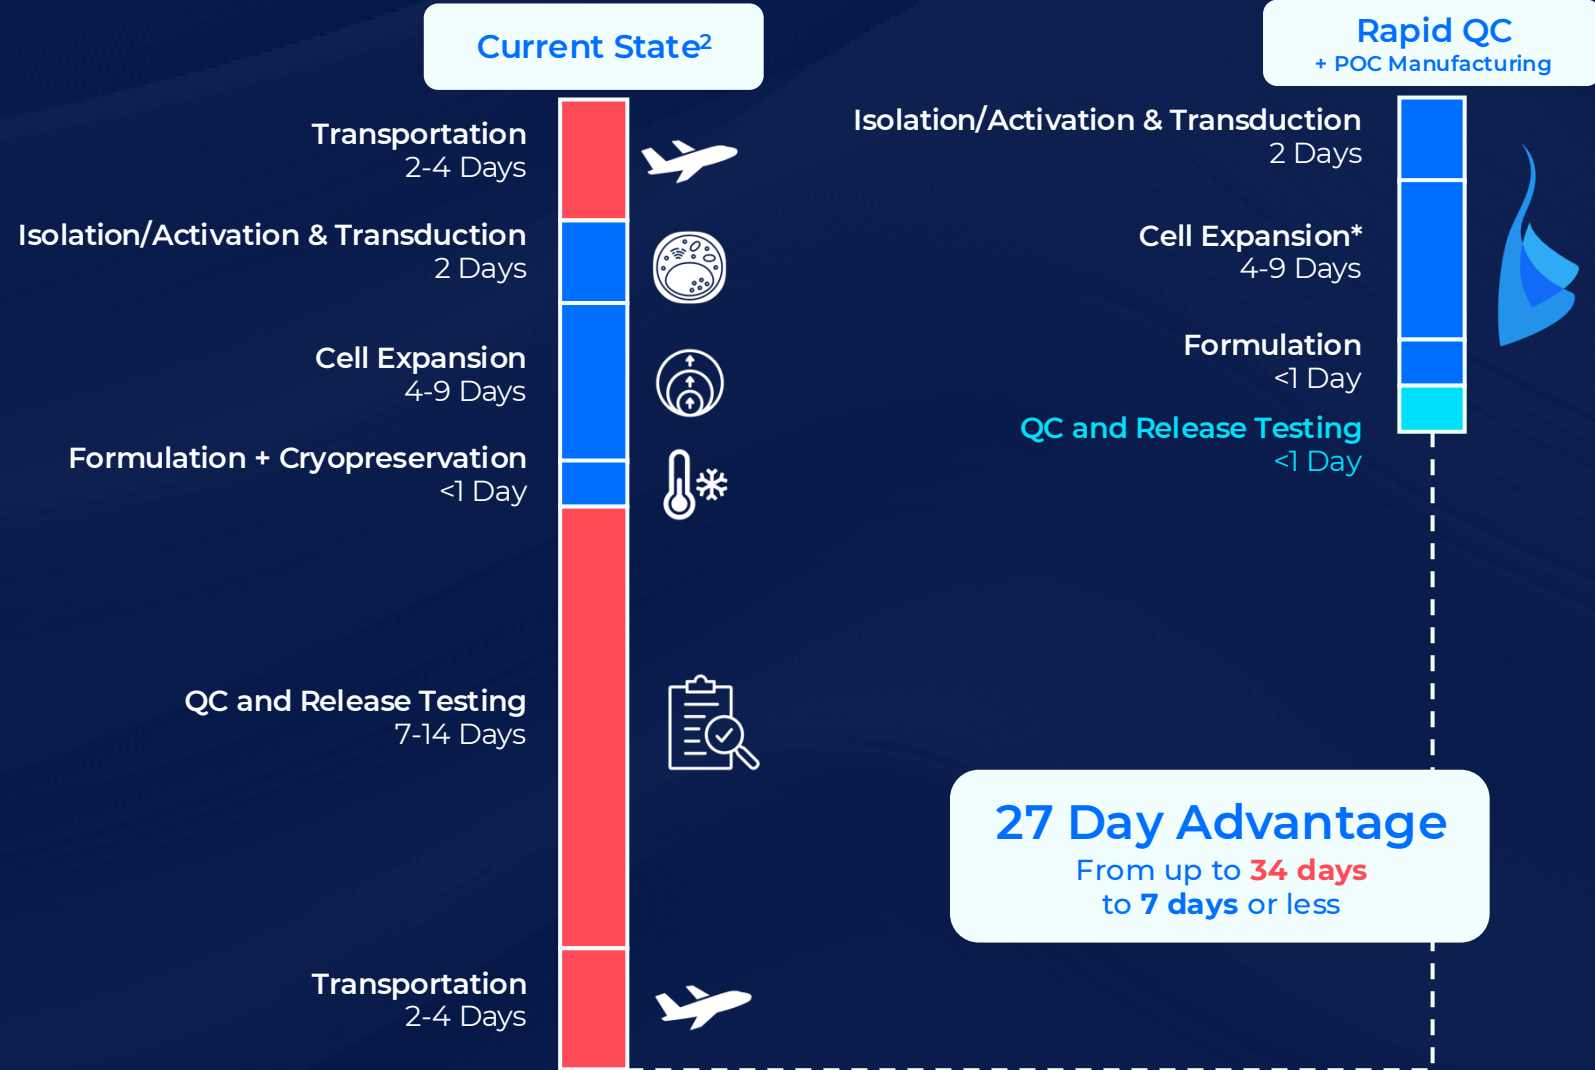 Current State²
Transportation
2-4 Days
Isolation/Activation & Transduction
2 Days
Cell Expansion
4-9 Days
Formulation + Cryopreservation
<1 Day
QC and Release Testing
7-14 Days
Transportation
2-4 Days
Rapid QC
+ POC Manufacturing
Isolation/Activation & Transduction
2 Days
Cell Expansion*
4-9 Days
Formulation
<1 Day
QC and Release Testing
<1 Day
27 Day Advantage
From up to 34 days
to 7 days or less